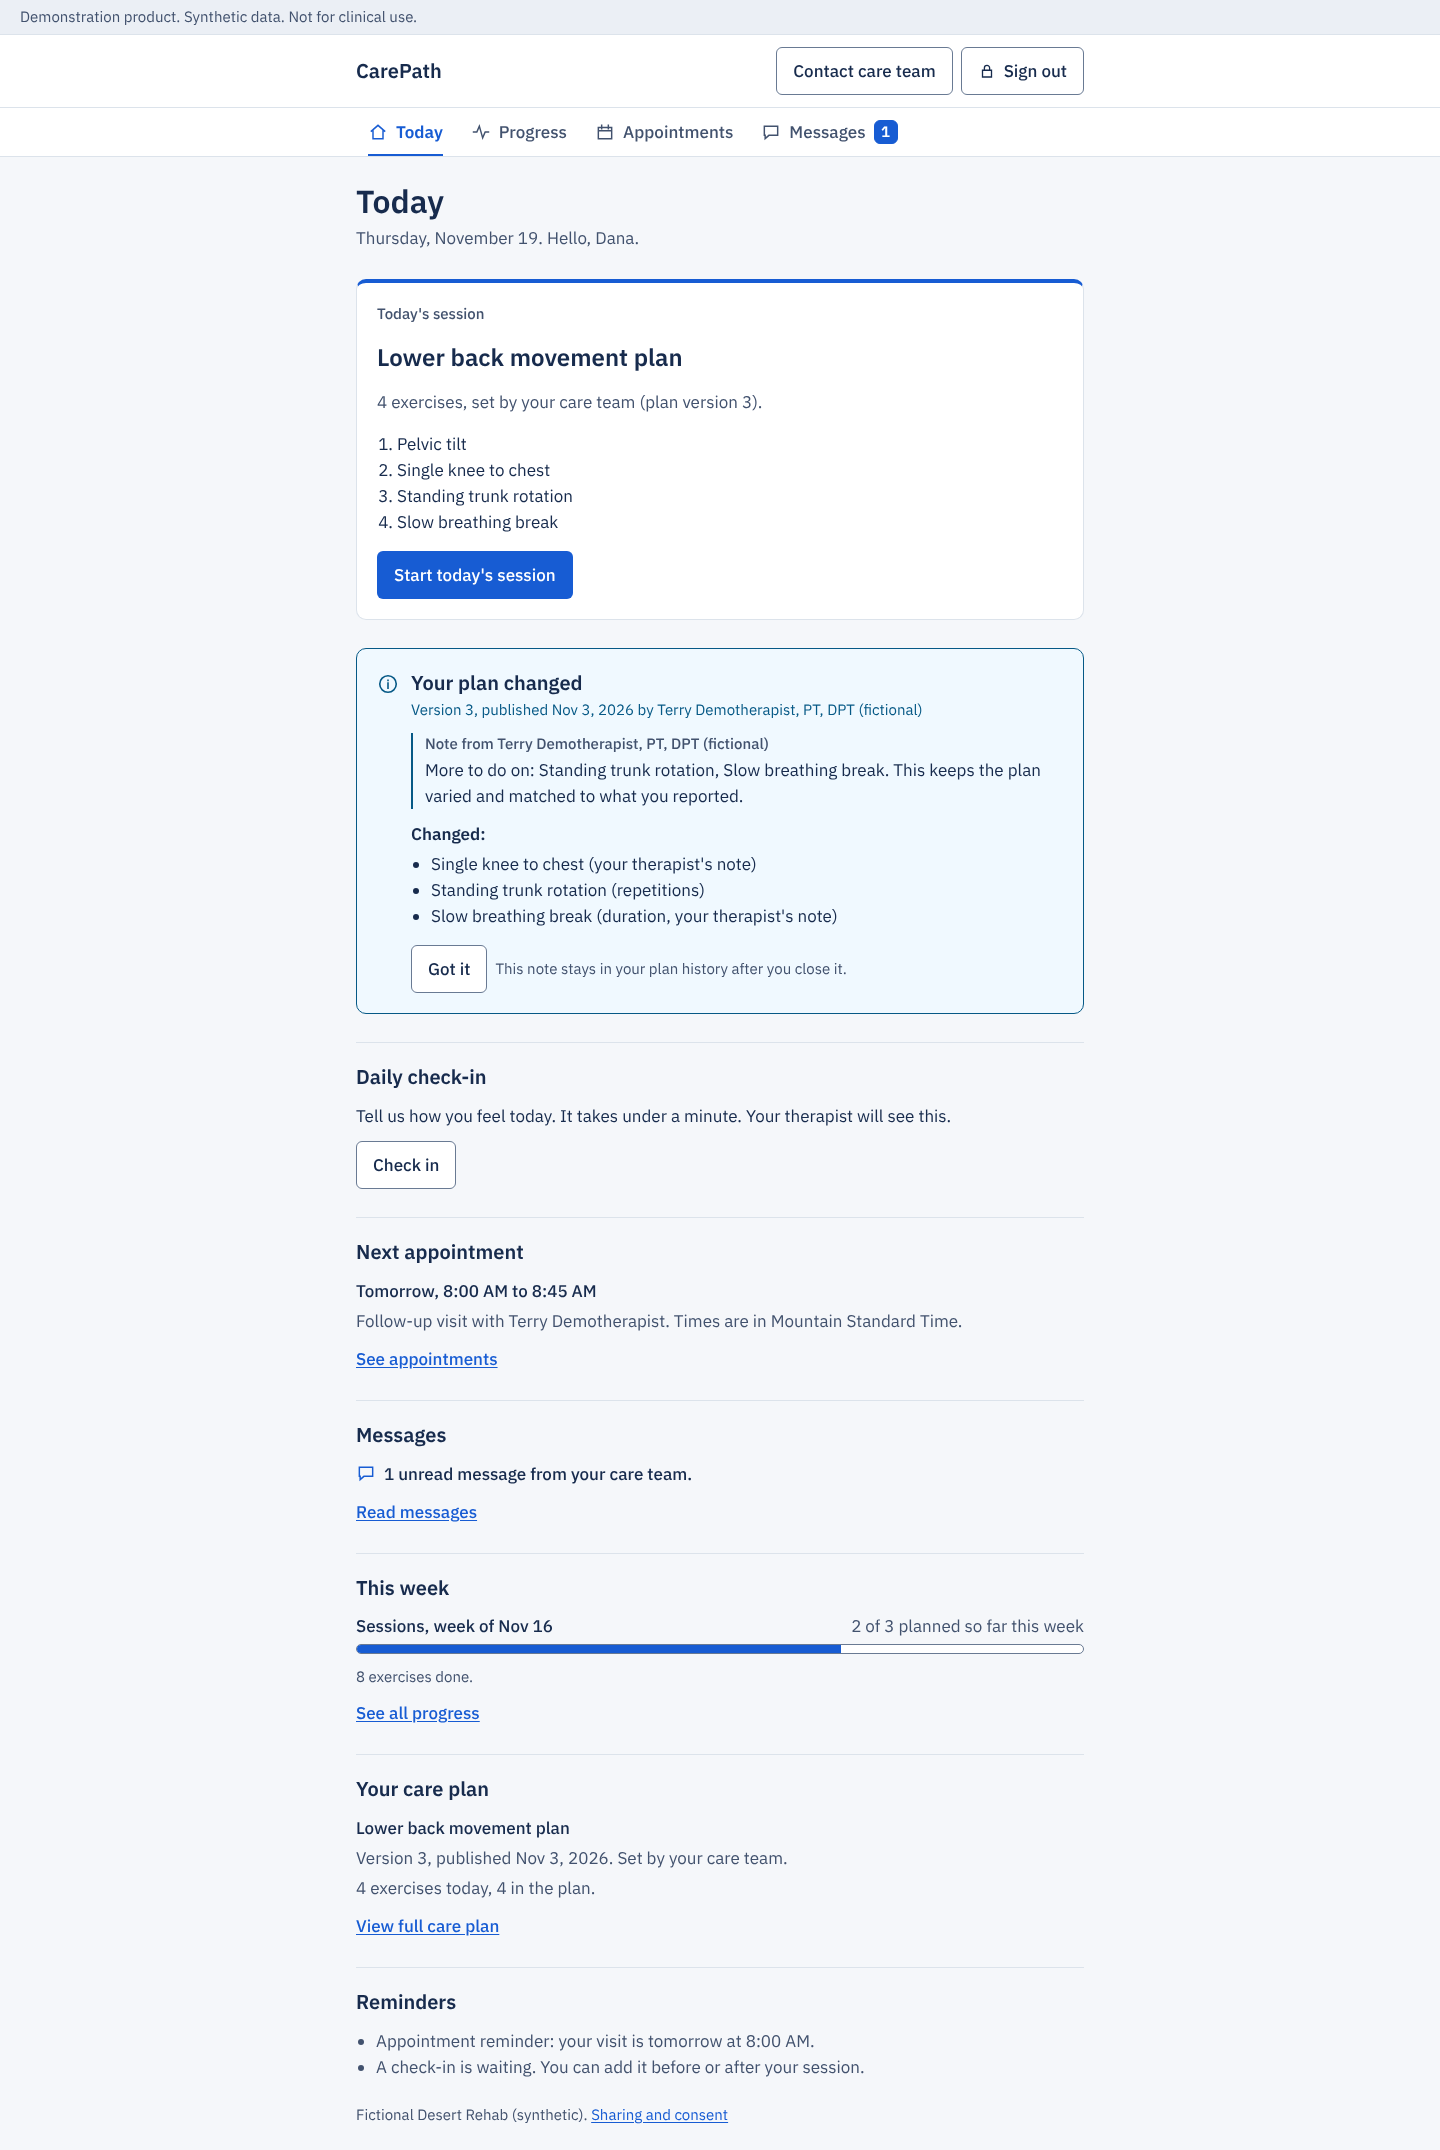 Demonstration product. Synthetic data. Not for clinical use.
CarePath
Contact care team
Sign out
Today
Progress
Appointments
Messages 1
Today
Thursday, November 19. Hello, Dana.
Today's session
Lower back movement plan
4 exercises, set by your care team (plan version 3).
1. Pelvic tilt
2. Single knee to chest
3. Standing trunk rotation
4. Slow breathing break
Start today's session
Your plan changed
Version 3, published Nov 3, 2026 by Terry Demotherapist, PT, DPT (fictional)
Note from Terry Demotherapist, PT, DPT (fictional)
More to do on: Standing trunk rotation, Slow breathing break. This keeps the plan
varied and matched to what you reported.
Changed:
• Single knee to chest (your therapist's note)
• Standing trunk rotation (repetitions)
• Slow breathing break (duration, your therapist's note)
Got it
This note stays in your plan history after you close it.
Daily check-in
Tell us how you feel today. It takes under a minute. Your therapist will see this.
Check in
Next appointment
Tomorrow, 8:00 AM to 8:45 AM
Follow-up visit with Terry Demotherapist. Times are in Mountain Standard Time.
See appointments
Messages
1 unread message from your care team.
Read messages
This week
Sessions, week of Nov 16
2 of 3 planned so far this week
8 exercises done.
See all progress
Your care plan
Lower back movement plan
Version 3, published Nov 3, 2026. Set by your care team.
4 exercises today, 4 in the plan.
View full care plan
Reminders
• Appointment reminder: your visit is tomorrow at 8:00 AM.
• A check-in is waiting. You can add it before or after your session.
Fictional Desert Rehab (synthetic). Sharing and consent